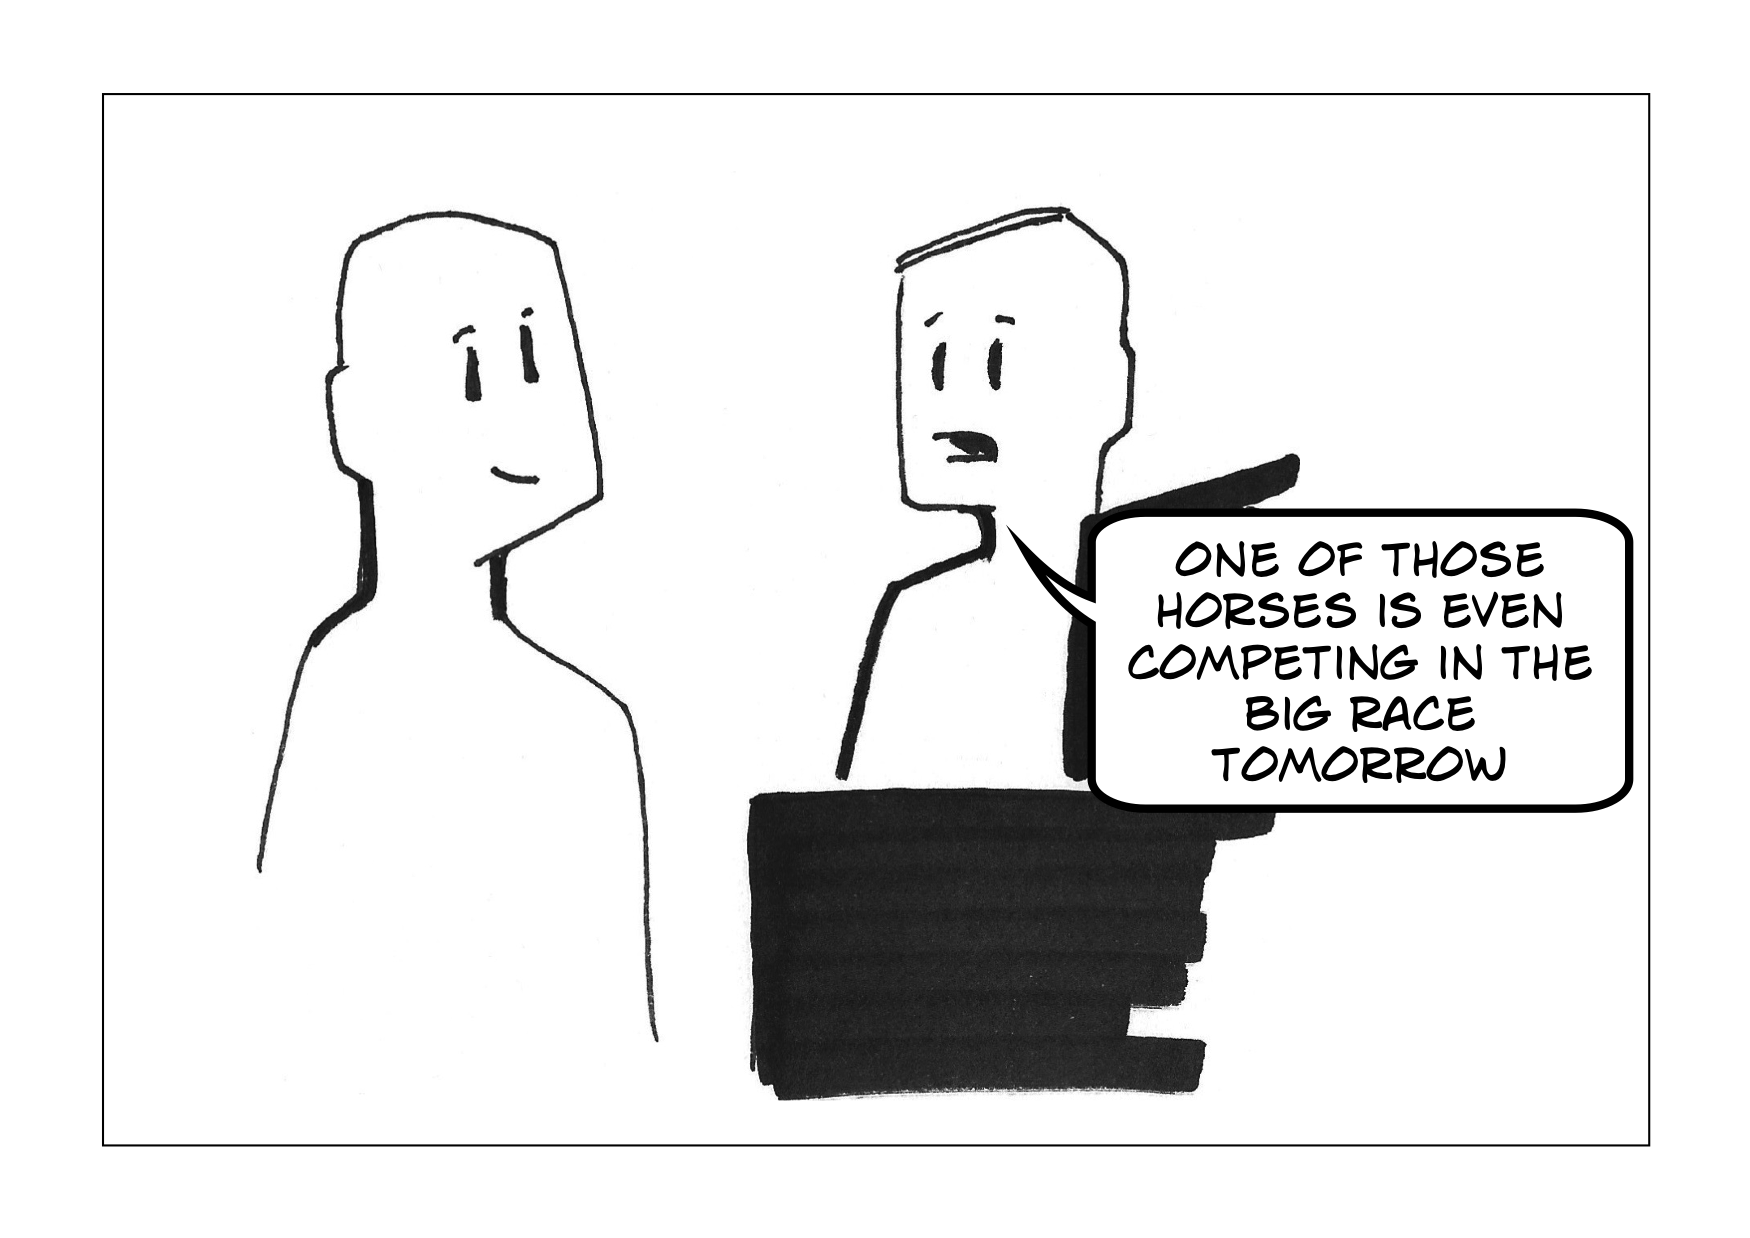 ONE OF THOSE
HORSES IS EVEN
COMPETING IN THE
BIG RACE
TOMORROW